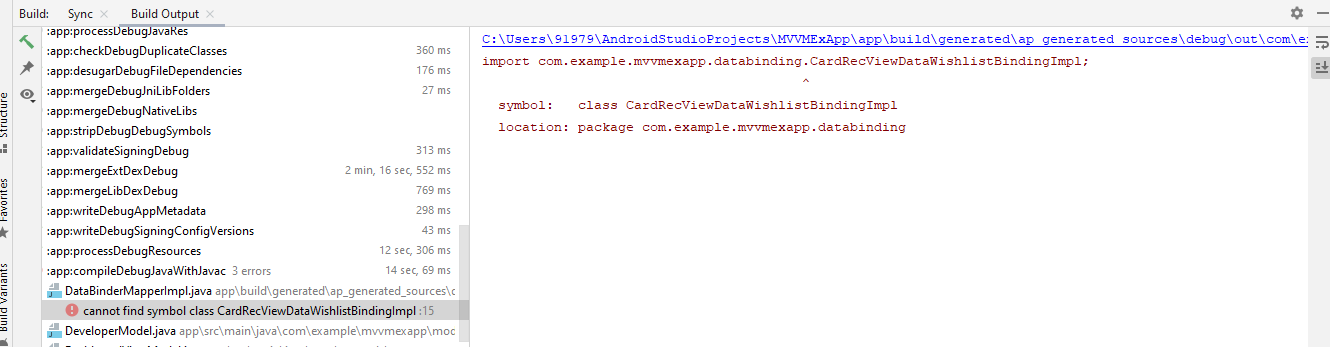 Build: Sync Build Output
:app:processDebugJavaRes
:app:checkDebugDuplicateClasses 360 ms
:app:desugarDebugFileDependencies 176 ms
:app:mergeDebugJniLibFolders 27 ms
:app:mergeDebugNativeLibs
:app:stripDebugDebugSymbols
:app:validateSigningDebug 313 ms
:app:mergeExtDexDebug 2 min, 16 sec, 552 ms
:app:mergeLibDexDebug 769 ms
:app:writeDebugAppMetadata 298 ms
:app:writeDebugSigningConfigVersions 43 ms
:app:processDebugResources 12 sec, 306 ms
:app:compileDebugJavaWithJavac 3 errors 14 sec, 69 ms
DataBinderMapperImpl.java app\build\generated\ap_generated_sources\c
cannot find symbol class CardRecViewDataWishlistBindingImpl :15
DeveloperModel.java app\src\main\java\com\example\mvvmexapp\mod
C:\Users\91979\AndroidStudioProjects\MVVMExApp\app\build\generated\ap_generated_sources\debug\out\com\ex
import com.example.mvvmexapp.databinding.CardRecViewDataWishlistBindingImpl;
^
symbol: class CardRecViewDataWishlistBindingImpl
location: package com.example.mvvmexapp.databinding
Structure
Favorites
Build Variants